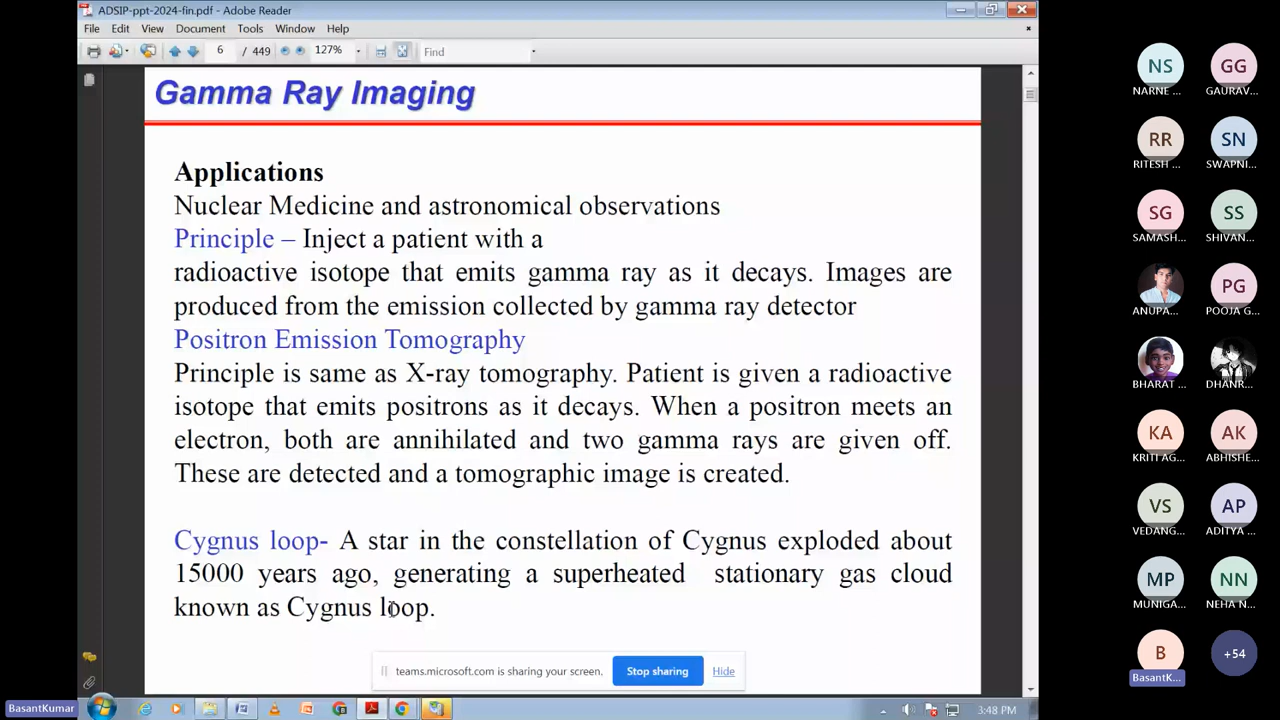 ADSIP-ppt-2024-fin.pdf - Adobe Reader
File Edit View Document Tools Window Help
6 / 449 127% Find
Gamma Ray Imaging
Applications
Nuclear Medicine and astronomical observations
Principle – Inject a patient with a
radioactive isotope that emits gamma ray as it decays. Images are
produced from the emission collected by gamma ray detector
Positron Emission Tomography
Principle is same as X-ray tomography. Patient is given a radioactive
isotope that emits positrons as it decays. When a positron meets an
electron, both are annihilated and two gamma rays are given off.
These are detected and a tomographic image is created.
Cygnus loop- A star in the constellation of Cygnus exploded about
15000 years ago, generating a superheated stationary gas cloud
known as Cygnus loop.
teams.microsoft.com is sharing your screen. Stop sharing Hide
BasantKumar
3:48 PM
NS GG
NARNE ... GAURAV...
RR SN
RITESH ... SWAPNI...
SG SS
SAMASH... SHIVAN...
PG
ANUPA... POOJA G...
BHARAT ... DHANR...
KA AK
KRITI AG... ABHISHE...
VS AP
VEDANG... ADITYA ...
MP NN
MUNIGA... NEHA N...
B +54
BasantK...